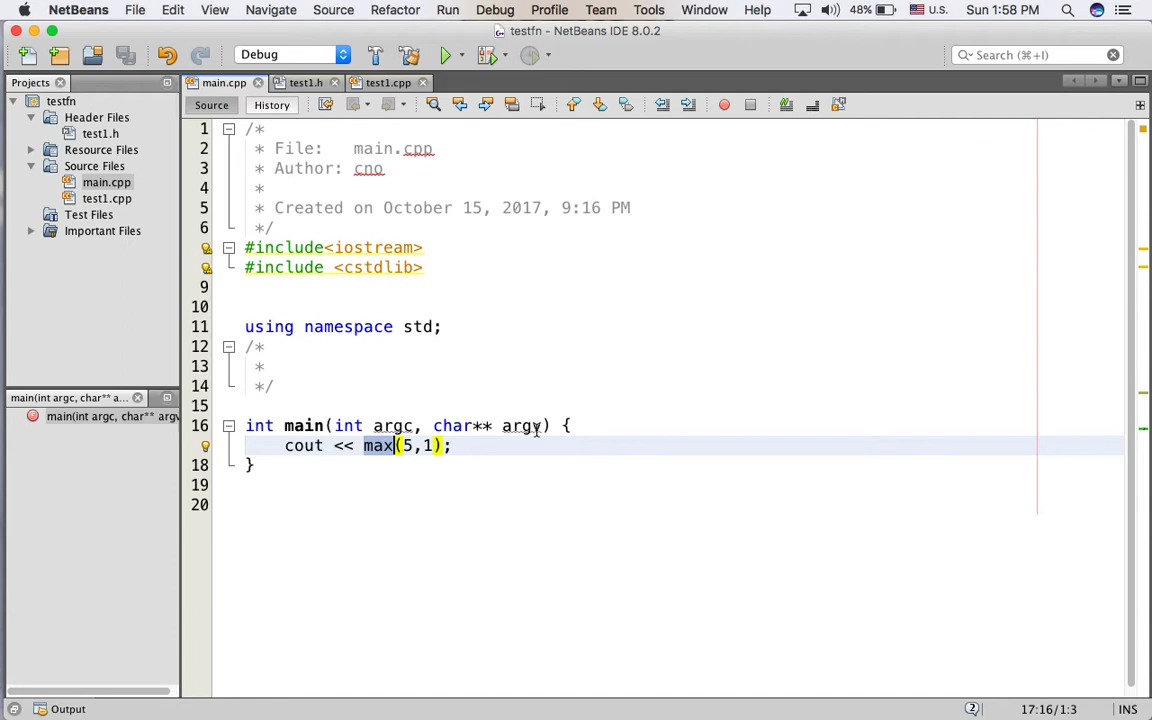 NetBeans File Edit View Navigate Source Refactor Run Debug Profile Team Tools Window Help 48% U.S. Sun 1:58 PM
testfn - NetBeans IDE 8.0.2
Debug
Search (⌘+I)
Projects
main.cpp
test1.h
test1.cpp
Source
History
testfn
Header Files
test1.h
Resource Files
Source Files
main.cpp
test1.cpp
Test Files
Important Files
main(int argc, char** a...
main(int argc, char** argv
1 /*
2 * File: main.cpp
3 * Author: cno
4 *
5 * Created on October 15, 2017, 9:16 PM
6 */
#include<iostream>
#include <cstdlib>
9
10
11 using namespace std;
12 /*
13 *
14 */
15
16 int main(int argc, char** argv) {
cout << max(5,1);
18 }
19
20
Output
2
17:16/1:3
INS